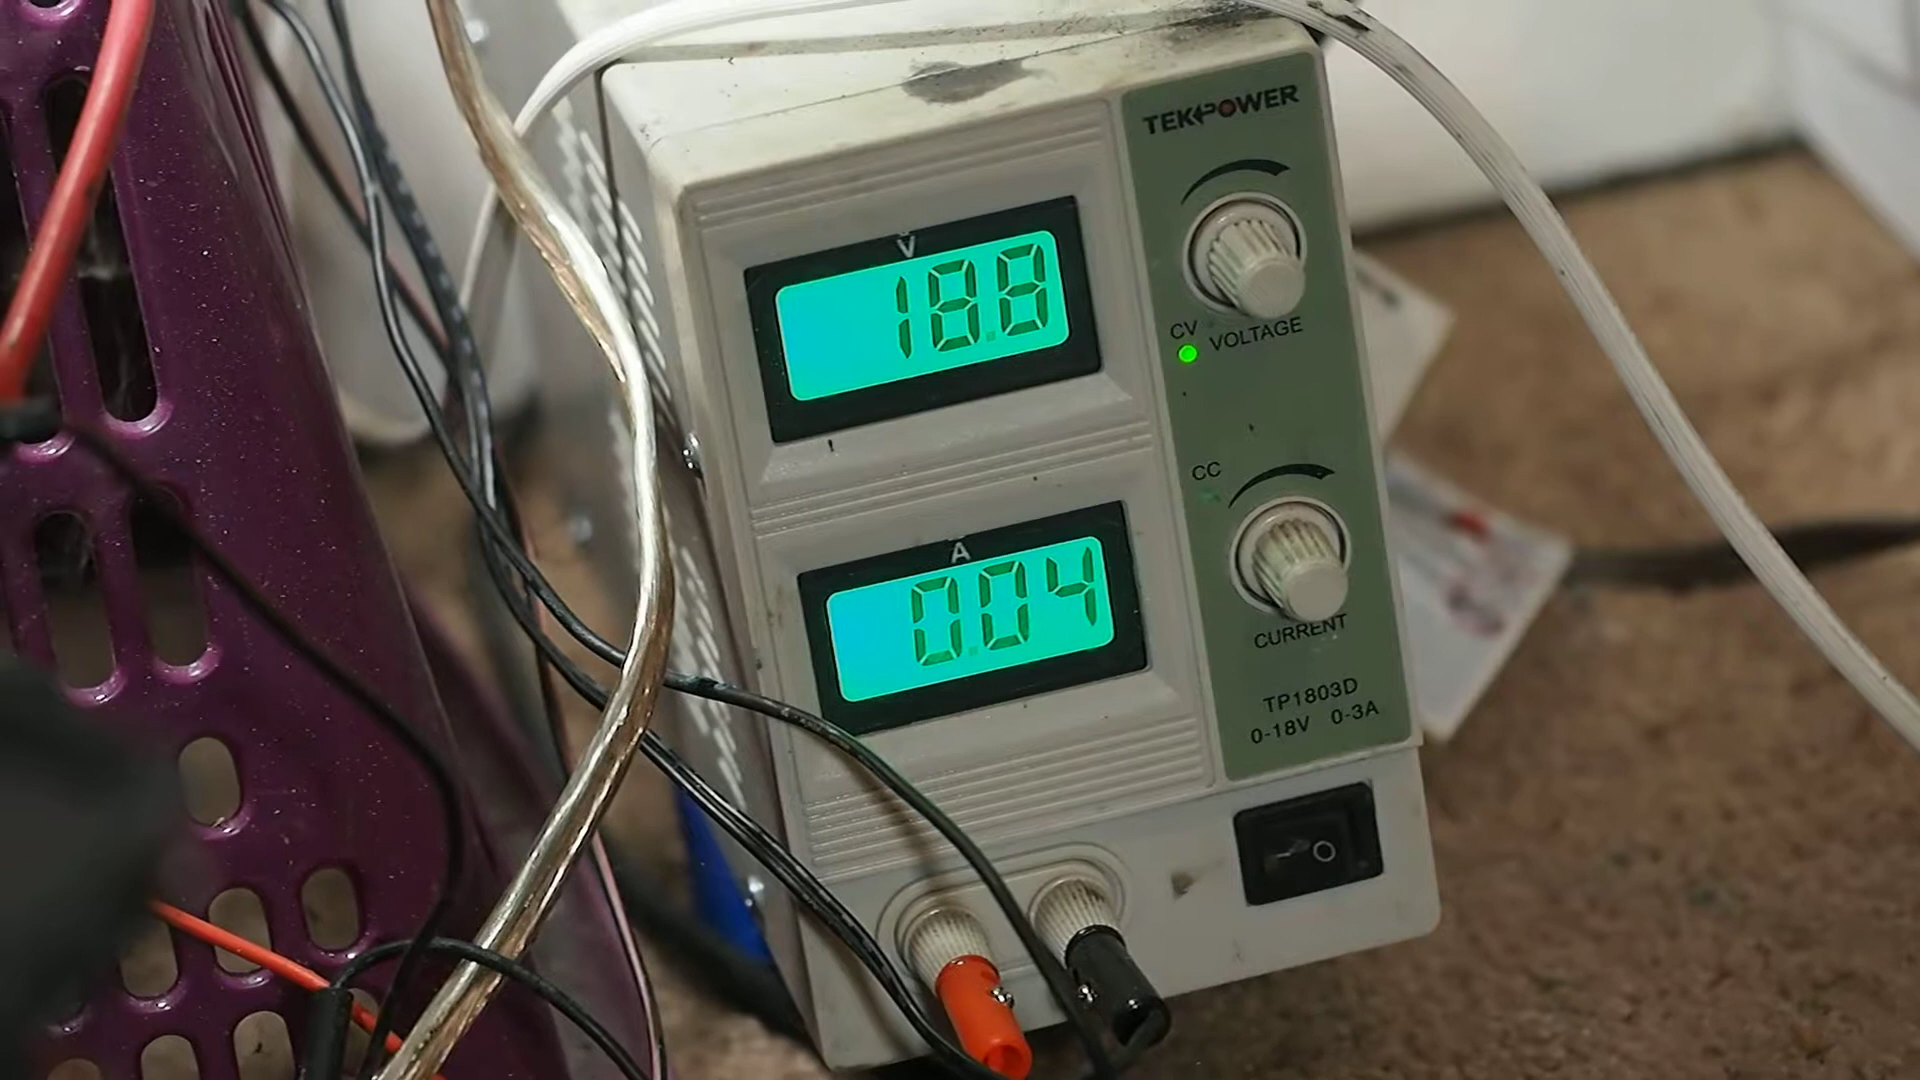 TEKPOWER
V
18.8
CV
VOLTAGE
CC
A
0.04
CURRENT
TP1803D
0-18V 0-3A